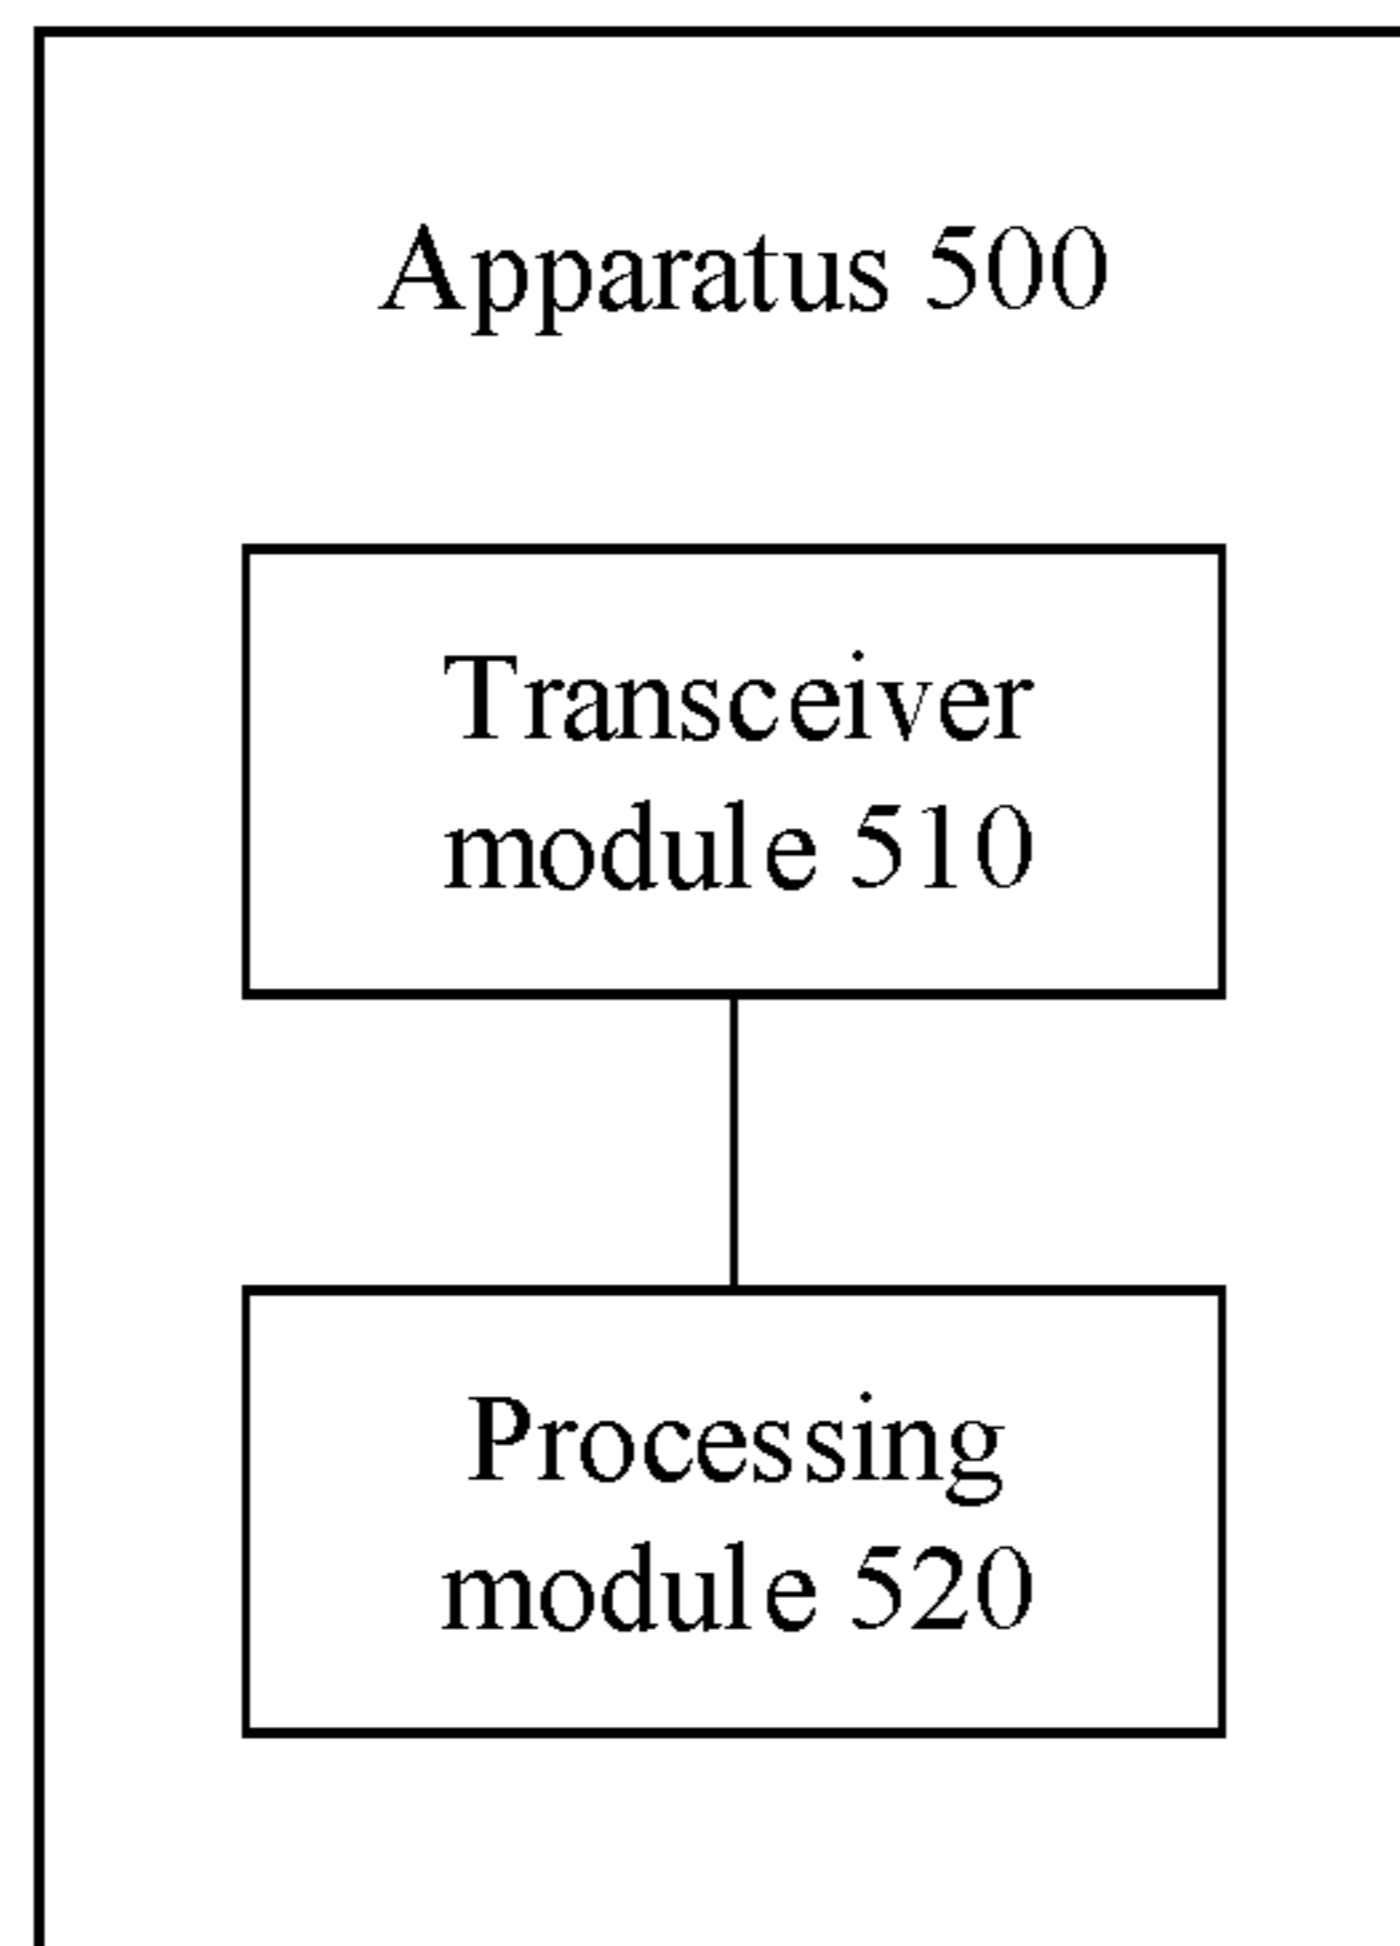 Apparatus 500
Transceiver
module 510
Processing
module 520